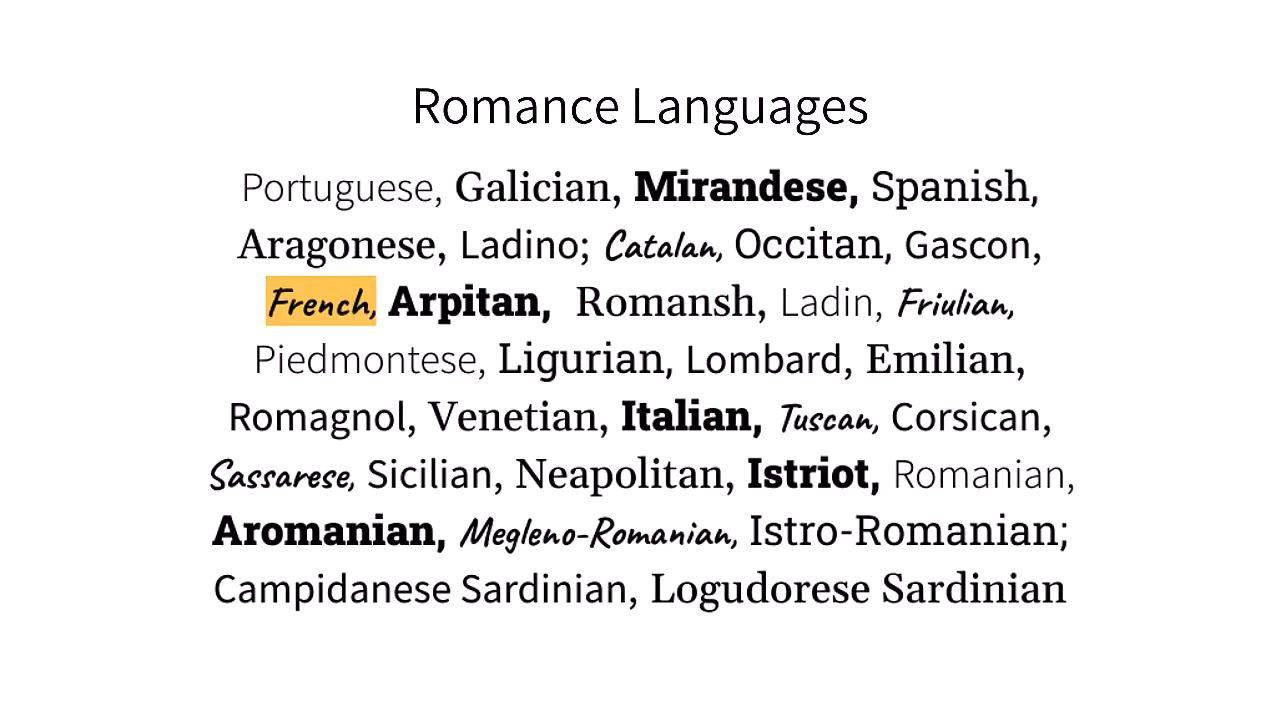 Romance Languages
Portuguese, Galician, Mirandese, Spanish,
Aragonese, Ladino; Catalan, Occitan, Gascon,
French, Arpitan, Romansh, Ladin, Friulian,
Piedmontese, Ligurian, Lombard, Emilian,
Romagnol, Venetian, Italian, Tuscan, Corsican,
Sassarese, Sicilian, Neapolitan, Istriot, Romanian,
Aromanian, Megleno-Romanian, Istro-Romanian;
Campidanese Sardinian, Logudorese Sardinian